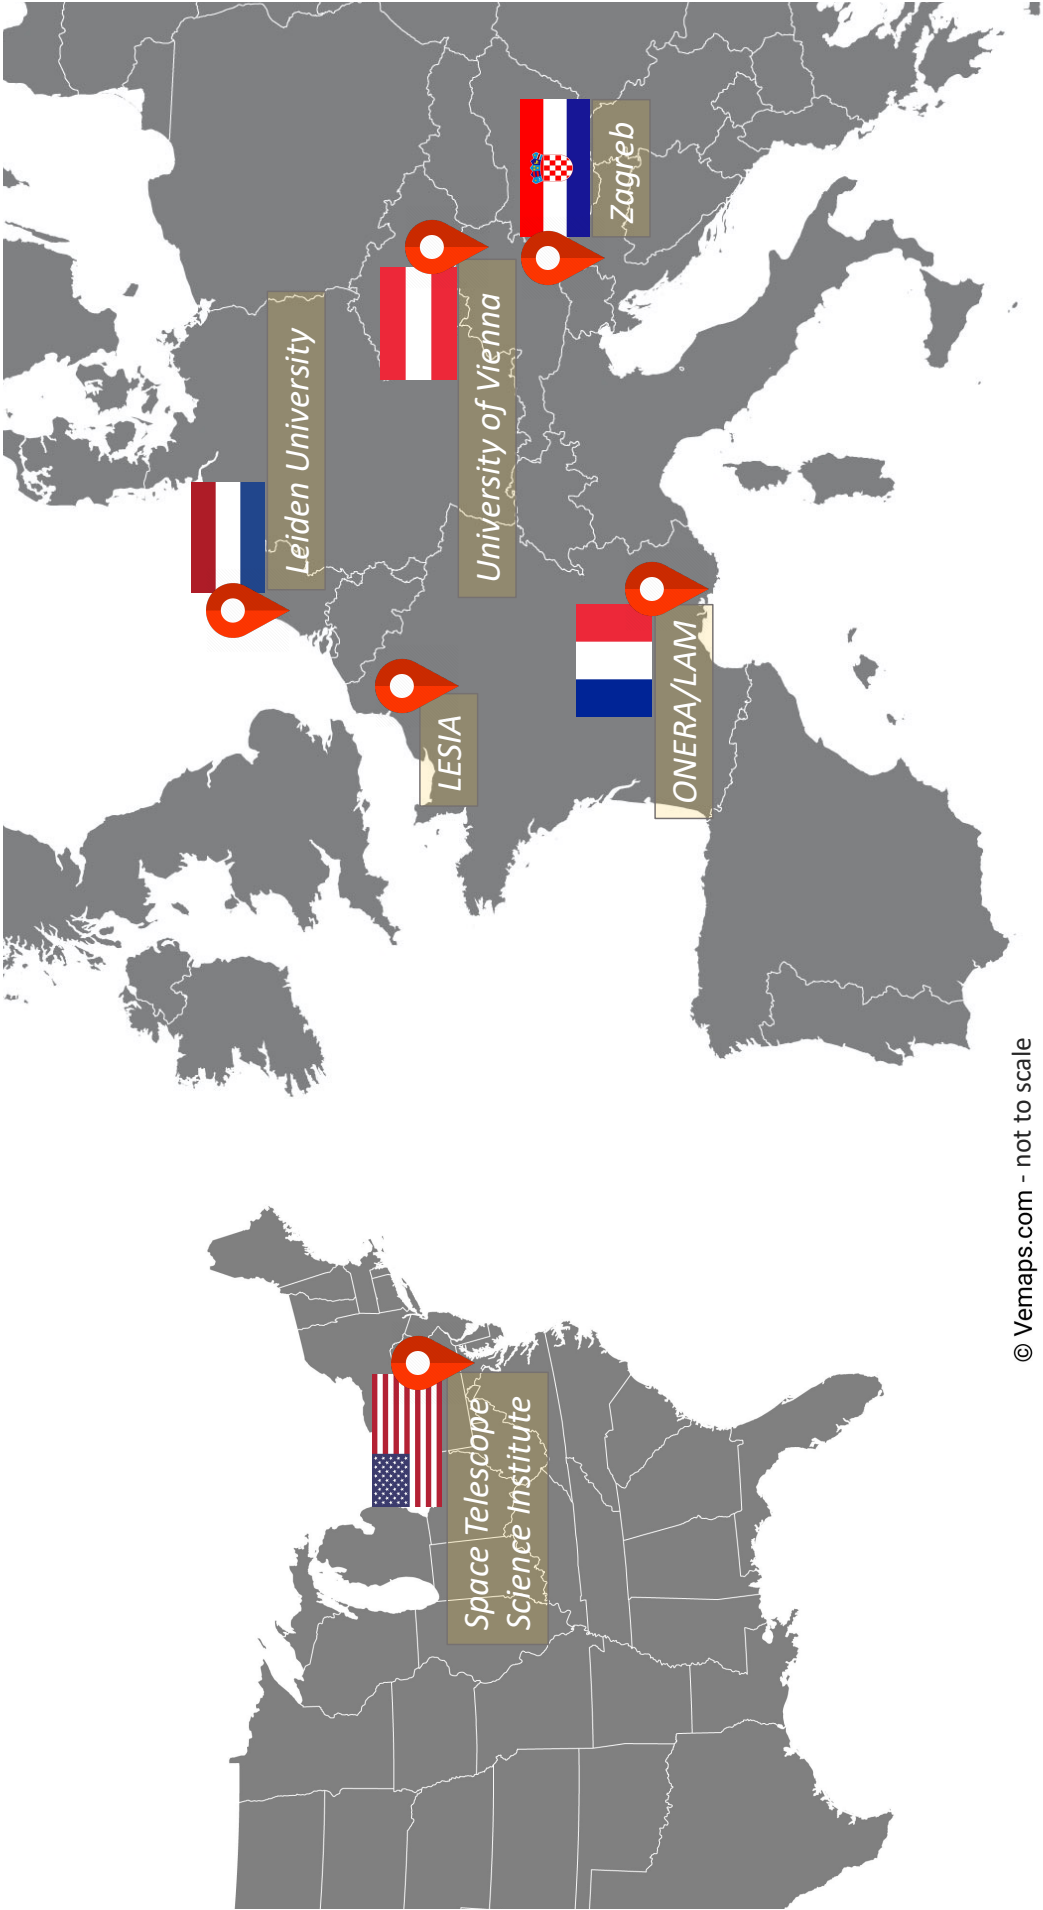 Space Telescope
Science Institute
Leiden University
LESIA
University of Vienna
Zagreb
ONERA/LAM
© Vemaps.com - not to scale